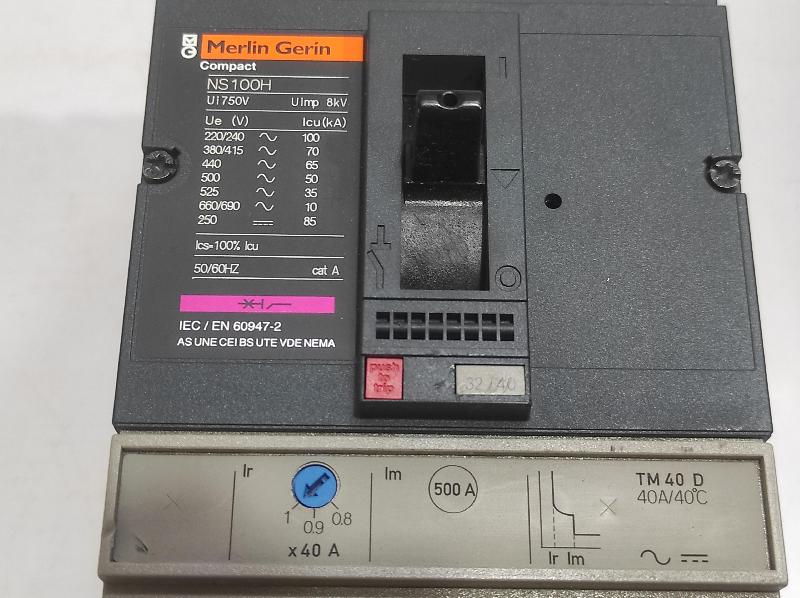 Merlin Gerin
Compact
NS100H
Ui750V UImp 8kV
Ue (V) Icu(kA)
220/240 100
380/415 70
440 65
500 50
525 35
660/690 10
250 85
Ics=100% Icu
50/60HZ cat A
IEC / EN 60947-2
AS UNE CEI BS UTE VDE NEMA
I
O
push
to
trip
32/40
Ir
1 0.9 0.8
x 40 A
Im
500 A
Ir Im
TM 40 D
40A/40°C